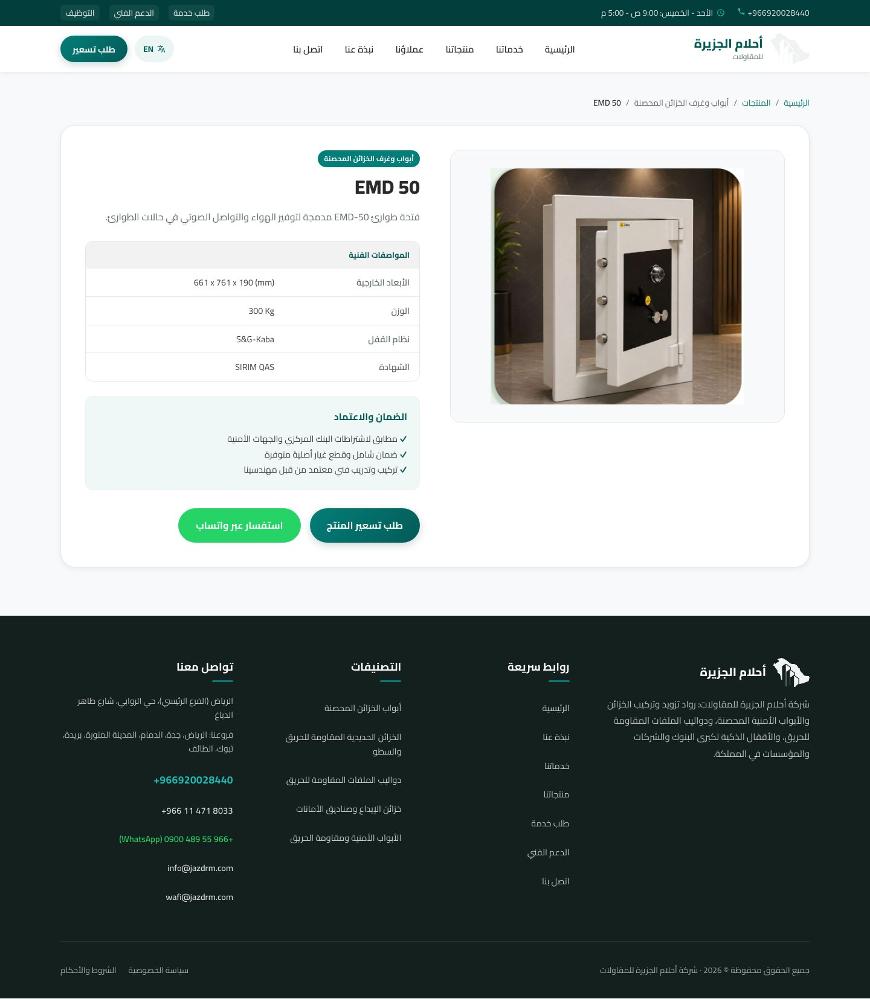 +966920028440
الأحد - الخميس: 9:00 ص - 5:00 م
طلب خدمة
الدعم الفني
التوظيف
أحلام الجزيرة
للمقاولات
الرئيسية
خدماتنا
منتجاتنا
عملاؤنا
نبذة عنا
اتصل بنا
EN
طلب تسعير
الرئيسية / المنتجات / أبواب وغرف الخزائن المحصنة / EMD 50
أبواب وغرف الخزائن المحصنة
EMD 50
فتحة طوارئ EMD-50 مدمجة لتوفير الهواء والتواصل الصوتي في حالات الطوارئ.
المواصفات الفنية
الأبعاد الخارجية 661 x 761 x 190 (mm)
الوزن 300 Kg
نظام القفل S&G-Kaba
الشهادة SIRIM QAS
الضمان والاعتماد
✓ مطابق لاشتراطات البنك المركزي والجهات الأمنية
✓ ضمان شامل وقطع غيار أصلية متوفرة
✓ تركيب وتدريب فني معتمد من قبل مهندسينا
طلب تسعير المنتج
استفسار عبر واتساب
أحلام الجزيرة
شركة أحلام الجزيرة للمقاولات: رواد تزويد وتركيب الخزائن
والأبواب الأمنية المحصنة، ودواليب الملفات المقاومة
للحريق، والأقفال الذكية لكبرى البنوك والشركات
والمؤسسات في المملكة.
روابط سريعة
الرئيسية
نبذة عنا
خدماتنا
منتجاتنا
طلب خدمة
الدعم الفني
اتصل بنا
التصنيفات
أبواب الخزائن المحصنة
الخزائن الحديدية المقاومة للحريق
والسطو
دواليب الملفات المقاومة للحريق
خزائن الإيداع وصناديق الأمانات
الأبواب الأمنية ومقاومة الحريق
تواصل معنا
الرياض (الفرع الرئيسي)، حي الروابي، شارع طاهر
الدباغ
فروعنا: الرياض، جدة، الدمام، المدينة المنورة، بريدة،
تبوك، الطائف
+966920028440
+966 11 471 8033
+966 55 489 0900 (WhatsApp)
info@jazdrm.com
wafi@jazdrm.com
جميع الحقوق محفوظة © 2026 · شركة أحلام الجزيرة للمقاولات
سياسة الخصوصية
الشروط والأحكام